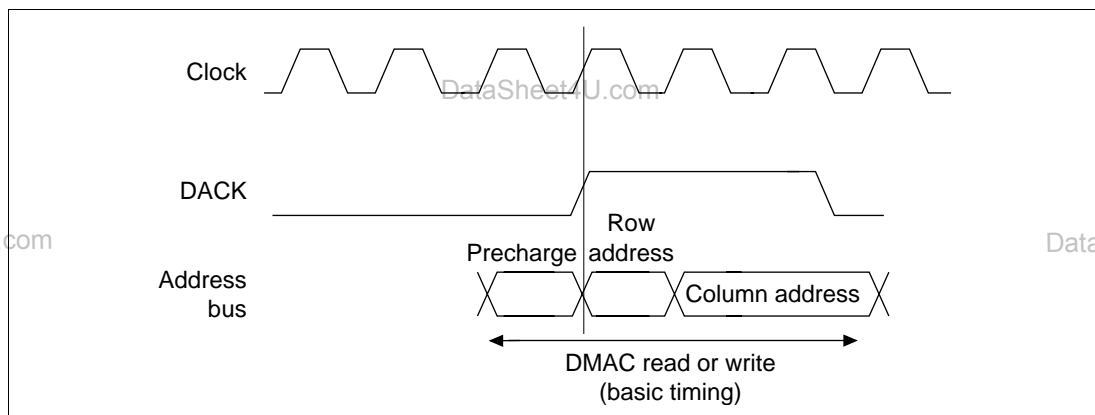 Clock
DataSheet4U.com
DACK
.com
Data
Row
Precharge address
Address
bus
Column address
DMAC read or write
(basic timing)